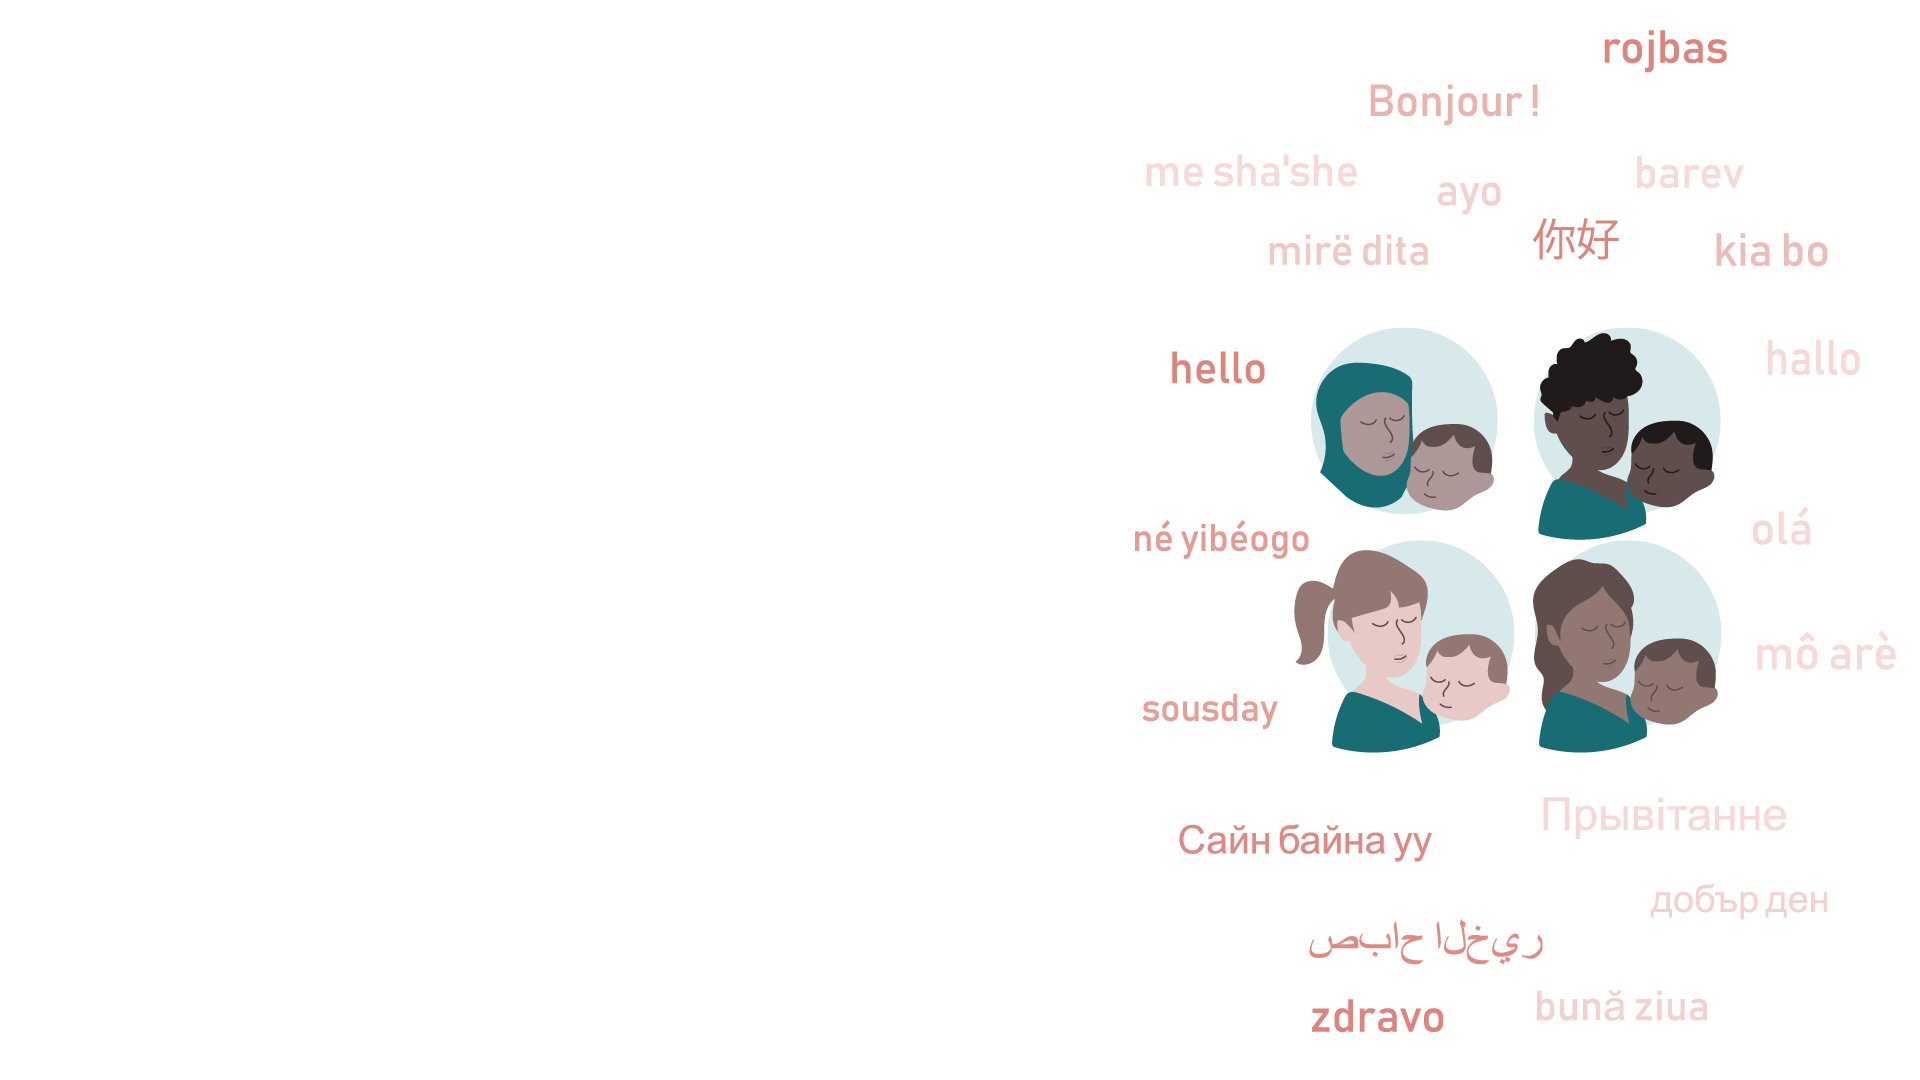 rojbas
Bonjour !
me sha'she
ayo
barev
mirë dita
你好
kia bo
hello
hallo
né yibéogo
olá
mô arè
sousday
Прывітанне
Сайн байна уу
добър ден
صباح الخير
zdravo
bună ziua